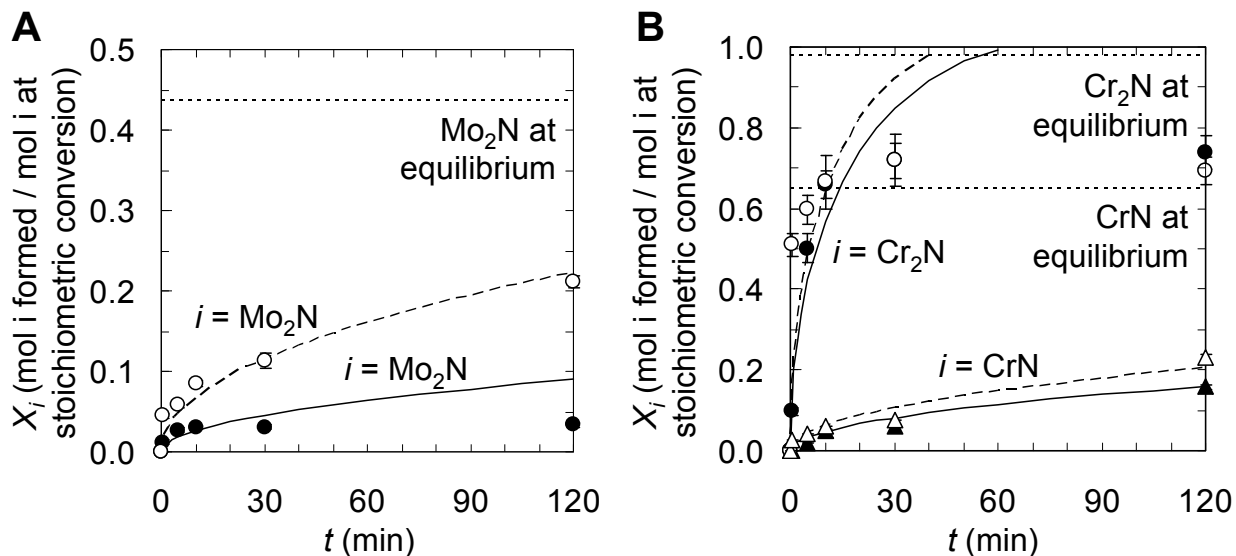 A
X_i (mol i formed / mol i at
stoichiometric conversion)
0.5
0.4
0.3
0.2
0.1
0.0
Mo₂N at
equilibrium
i = Mo₂N
i = Mo₂N
0
30
60
90
120
t (min)
B
X_i (mol i formed / mol i at
stoichiometric conversion)
1.0
0.8
0.6
0.4
0.2
0.0
Cr₂N at
equilibrium
CrN at
equilibrium
i = Cr₂N
i = CrN
0
30
60
90
120
t (min)